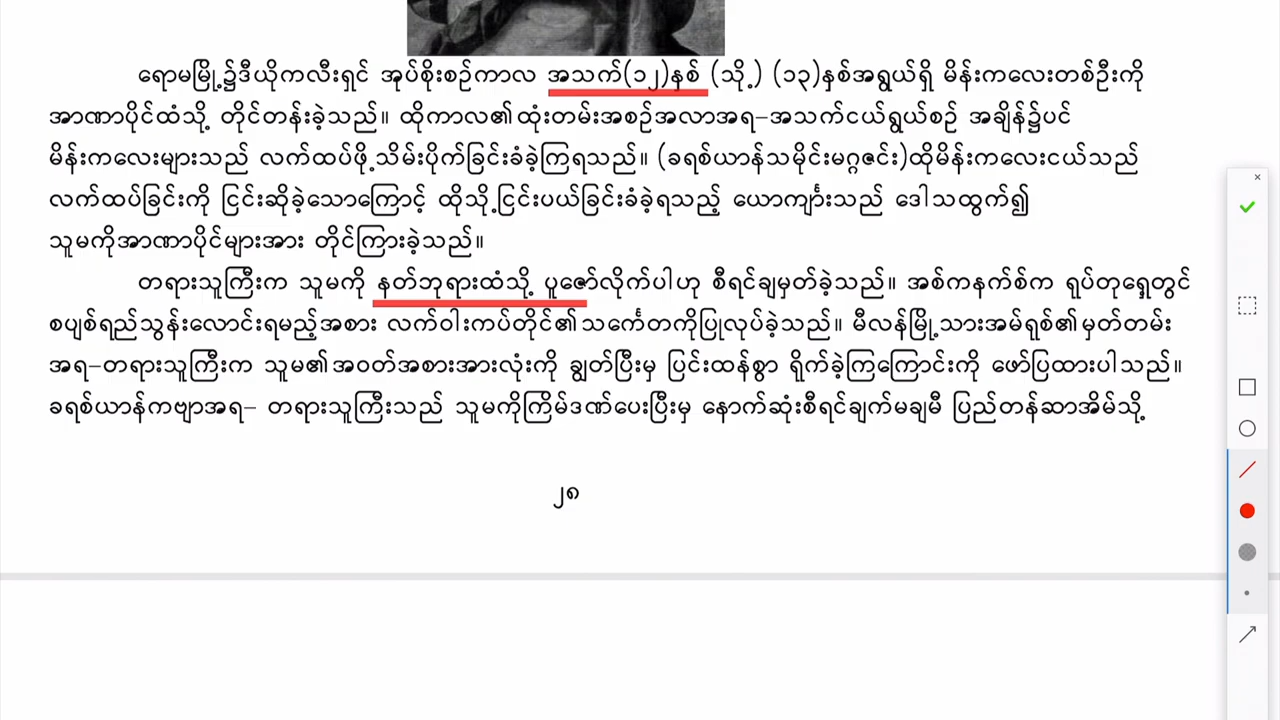 ရောမမြို့၌ဒီယိုကလီးရှင် အုပ်စိုးစဉ်ကာလ အသက်(၁၂)နှစ် (သို့) (၁၃)နှစ်အရွယ်ရှိ မိန်းကလေးတစ်ဦးကို
အာဏာပိုင်ထံသို့ တိုင်တန်းခဲ့သည်။ ထိုကာလ၏ထုံးတမ်းအစဉ်အလာအရ–အသက်ငယ်ရွယ်စဉ် အချိန်၌ပင်
မိန်းကလေးများသည် လက်ထပ်ဖို့သိမ်းပိုက်ခြင်းခံခဲ့ကြရသည်။ (ခရစ်ယာန်သမိုင်းမဂ္ဂဇင်း)ထိုမိန်းကလေးငယ်သည်
လက်ထပ်ခြင်းကို ငြင်းဆိုခဲ့သောကြောင့် ထိုသို့ငြင်းပယ်ခြင်းခံခဲ့ရသည့် ယောကျာ်းသည် ဒေါသထွက်၍
သူမကိုအာဏာပိုင်များအား တိုင်ကြားခဲ့သည်။
တရားသူကြီးက သူမကို နတ်ဘုရားထံသို့ ပူဇော်လိုက်ပါဟု စီရင်ချမှတ်ခဲ့သည်။ အစ်ကနက်စ်က ရုပ်တုရှေ့တွင်
စပျစ်ရည်သွန်းလောင်းရမည့်အစား လက်ဝါးကပ်တိုင်၏သင်္ကေတကိုပြုလုပ်ခဲ့သည်။ မီလန်မြို့သားအမ်ရုစ်၏မှတ်တမ်း
အရ–တရားသူကြီးက သူမ၏အဝတ်အစားအားလုံးကို ချွတ်ပြီးမှ ပြင်းထန်စွာ ရိုက်ခဲ့ကြကြောင်းကို ဖော်ပြထားပါသည်။
ခရစ်ယာန်ကဗျာအရ– တရားသူကြီးသည် သူမကိုကြိမ်ဒဏ်ပေးပြီးမှ နောက်ဆုံးစီရင်ချက်မချမီ ပြည်တန်ဆာအိမ်သို့
၂၈